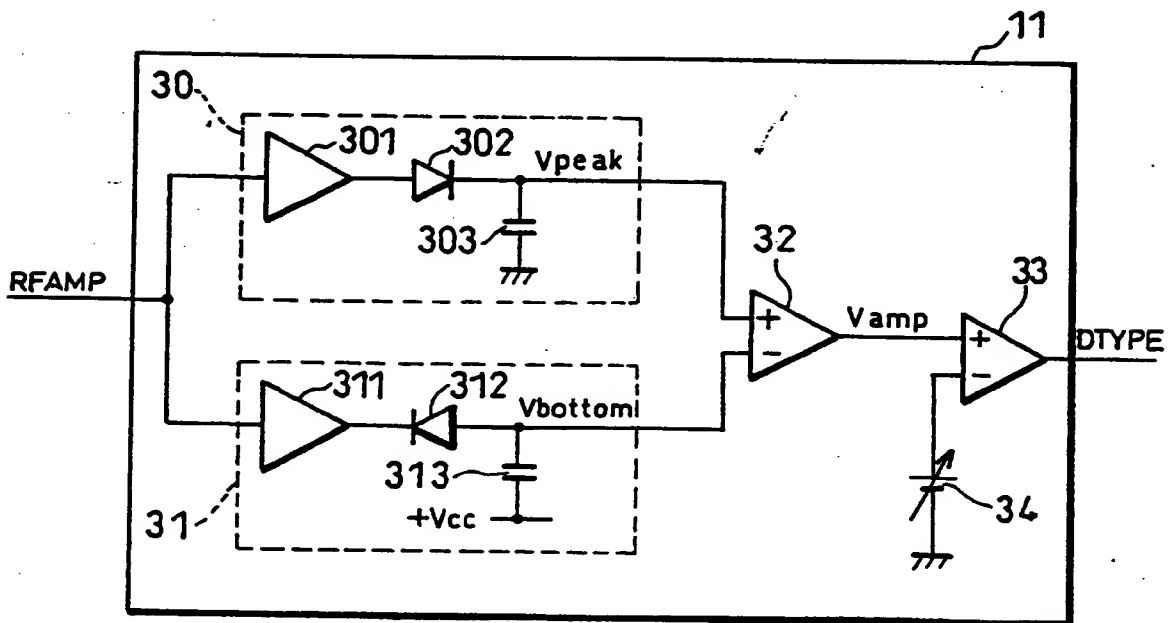 11
30
301
302
Vpeak
303
32
RFAMP
33
Vamp
+
-
+
-
DTYPE
311
312
Vbottom
313
34
31
+Vcc